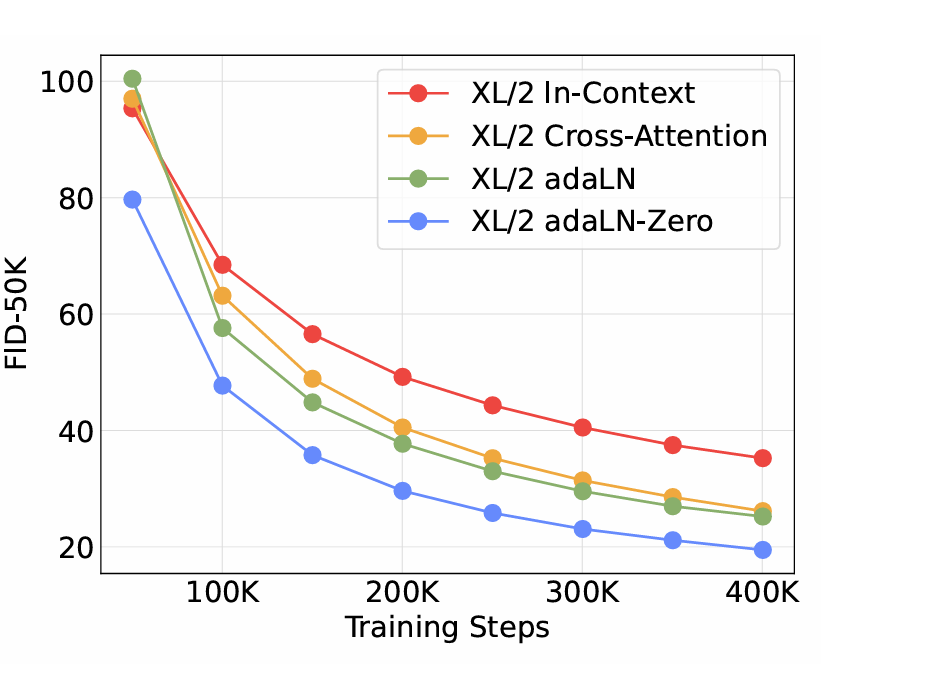 100
80
60
40
20
FID-50K
XL/2 In-Context
XL/2 Cross-Attention
XL/2 adaLN
XL/2 adaLN-Zero
100K
200K
300K
400K
Training Steps